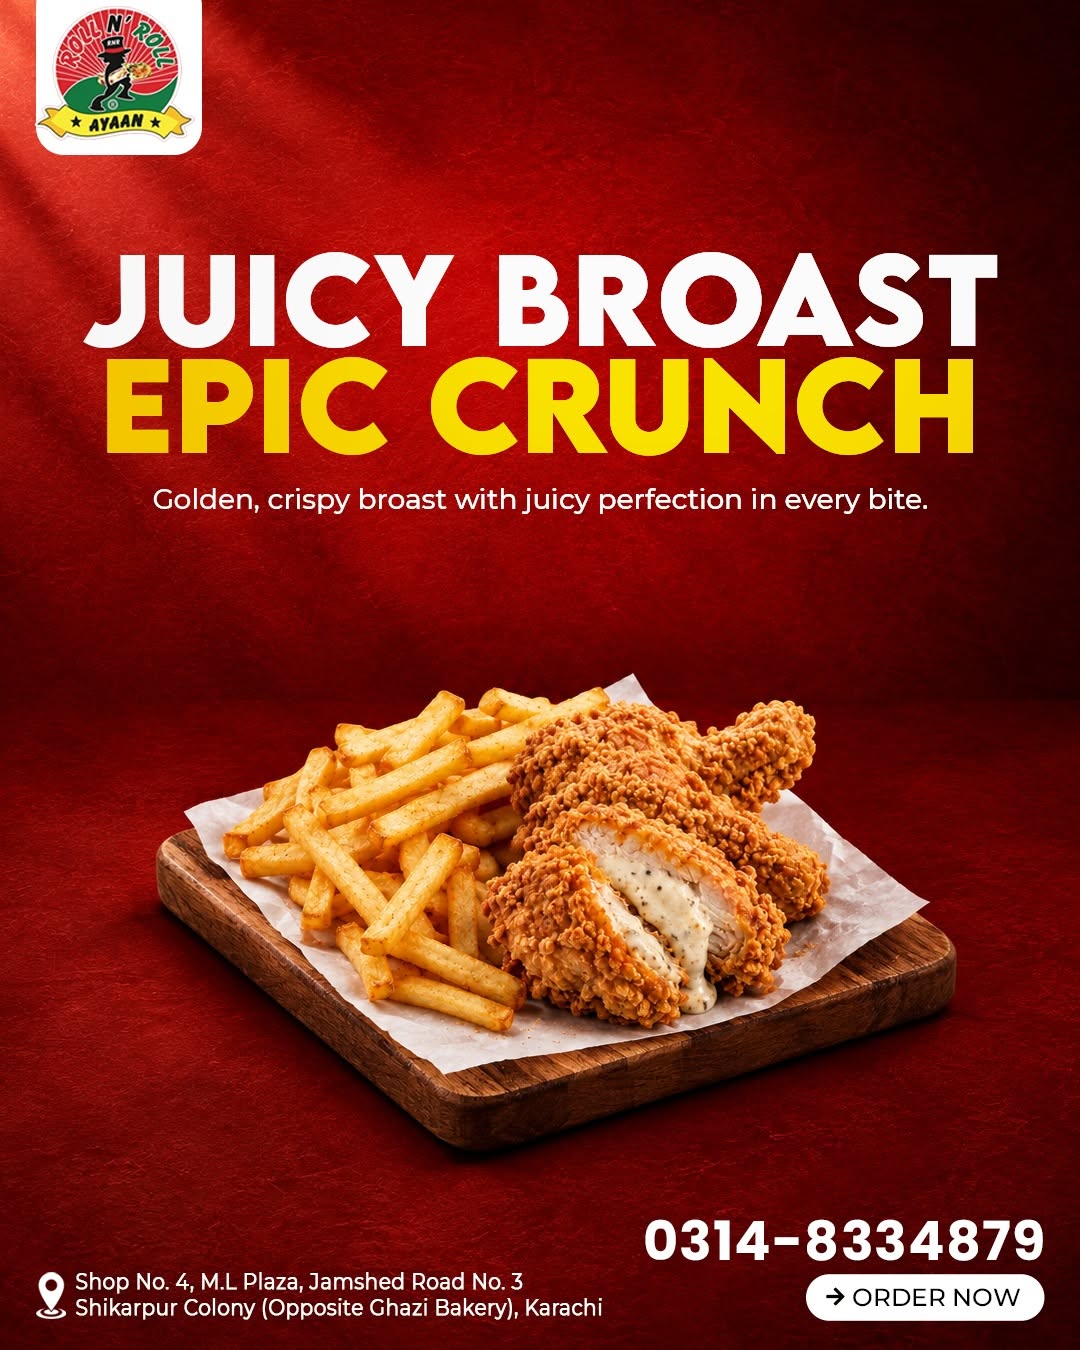 ROLL N' ROLL
RNR
★ AYAAN ★
JUICY BROAST
EPIC CRUNCH
Golden, crispy broast with juicy perfection in every bite.
0314-8334879
Shop No. 4, M.L Plaza, Jamshed Road No. 3
Shikarpur Colony (Opposite Ghazi Bakery), Karachi
→ ORDER NOW